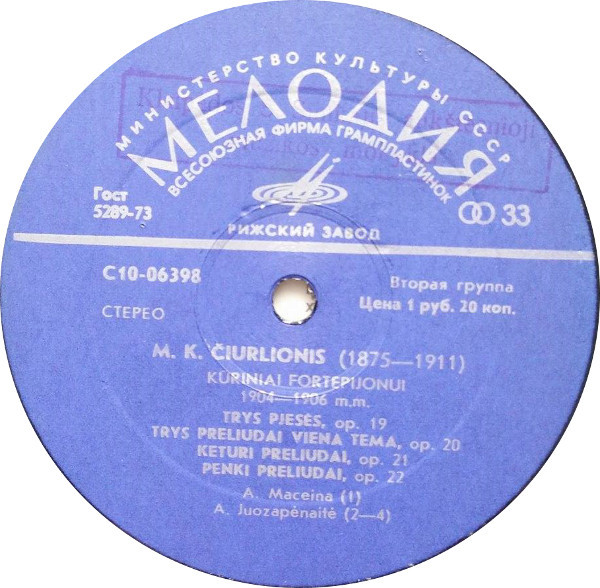 МИНИСТЕРСТВО КУЛЬТУРЫ СССР
МЕЛОДИЯ
ВСЕСОЮЗНАЯ ФИРМА ГРАМПЛАСТИНОК
Гост
5289-73
33
РИЖСКИЙ ЗАВОД
С10-06398
Вторая группа
Цена 1 руб. 20 коп.
СТЕРЕО
M. K. ČIURLIONIS (1875—1911)
KŪRINIAI FORTEPIJONUI
1904—1906 m.m.
TRYS PJESĖS, op. 19
TRYS PRELIUDAI VIENA TEMA, op. 20
KETURI PRELIUDAI, op. 21
PENKI PRELIUDAI, op. 22
A. Maceina (1)
A. Juozapėnaitė (2—4)